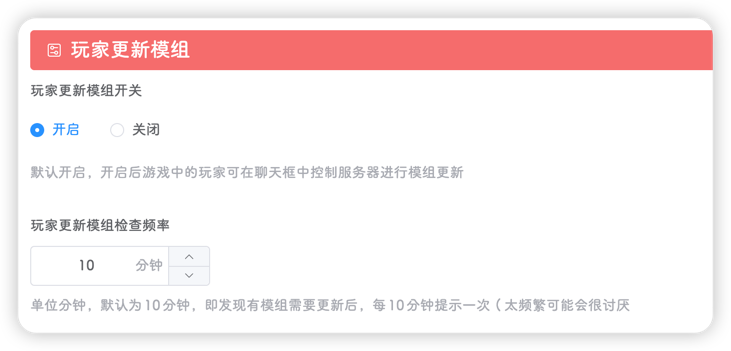 玩家更新模组
玩家更新模组开关
开启 关闭
默认开启，开启后游戏中的玩家可在聊天框中控制服务器进行模组更新
玩家更新模组检查频率
10 分钟
单位分钟，默认为10分钟，即发现有模组需要更新后，每10分钟提示一次（太频繁可能会很讨厌